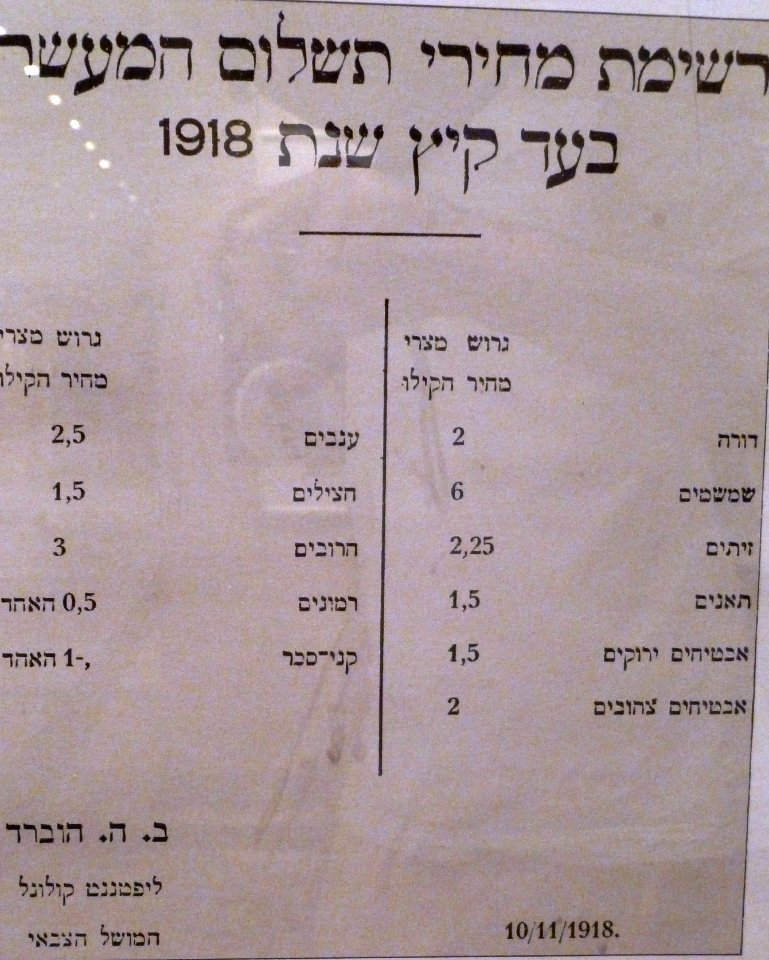 רשימת מחירי תשלום המעשר
בעד קיץ שנת 1918
גרוש מצרי
מחיר הקילו
דורה 2
שמשמים 6
זיתום 2,25
תאנים 1,5
אבטיחים ירוקים 1,5
אבטיחים צהובים 2
גרוש מצרי
מחיר הקילו
ענבים 2,5
חצילים 1,5
חרובים 3
רמונים 0,5 האחד
קני־סכר 1,- האחד
ב. ה. הוברד
ליפטננט קולונל
המושל הצבאי
10/11/1918.